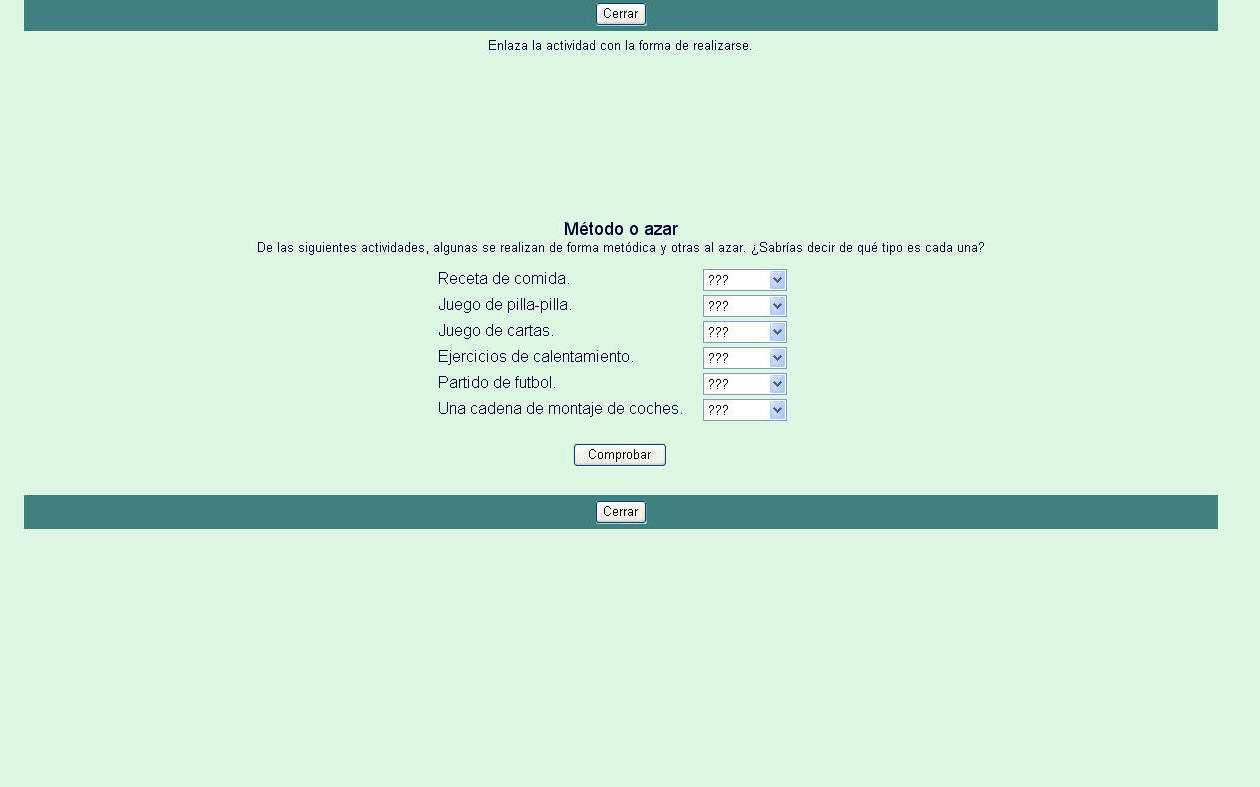 Cerrar
Enlaza la actividad con la forma de realizarse.
Método o azar
De las siguientes actividades, algunas se realizan de forma metódica y otras al azar. ¿Sabrías decir de qué tipo es cada una?
Receta de comida. ???
Juego de pilla-pilla. ???
Juego de cartas. ???
Ejercicios de calentamiento. ???
Partido de futbol. ???
Una cadena de montaje de coches. ???
Comprobar
Cerrar